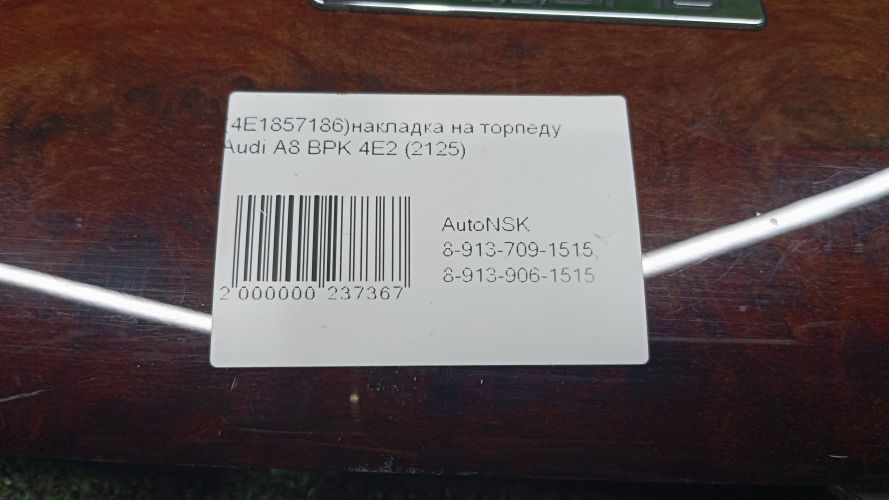 (4E1857186)накладка на торпеду
Audi A8 BPK 4E2 (2125)
AutoNSK
8-913-709-1515,
8-913-906-1515
2 000000 237367